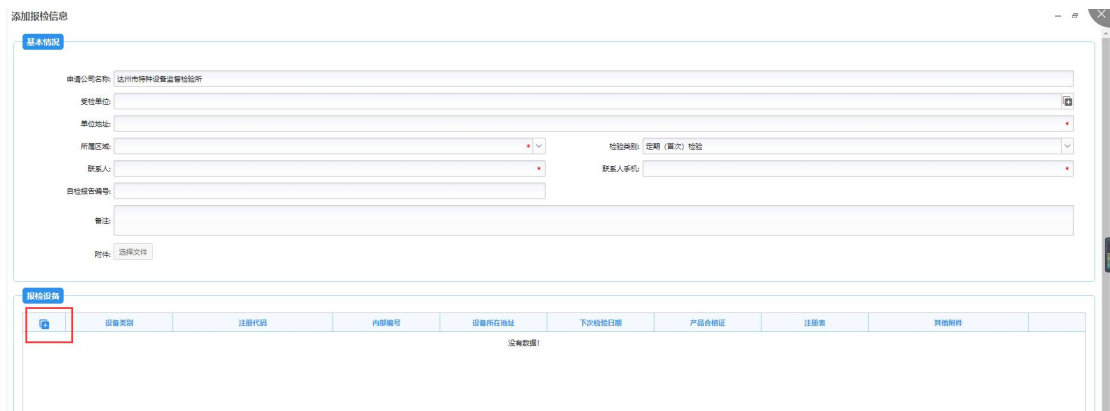 添加报检信息
基本情况
申请公司名称: 达州市特种设备监督检验所
受检单位:
单位地址: *
所属区域: * 检验类别: 定期（首次）检验
联系人: * 联系人手机: *
自检报告编号:
备注:
附件: 选择文件
报检设备
设备类别 注册代码 内部编号 设备所在地址 下次检验日期 产品合格证 注册表 其他附件
没有数据!